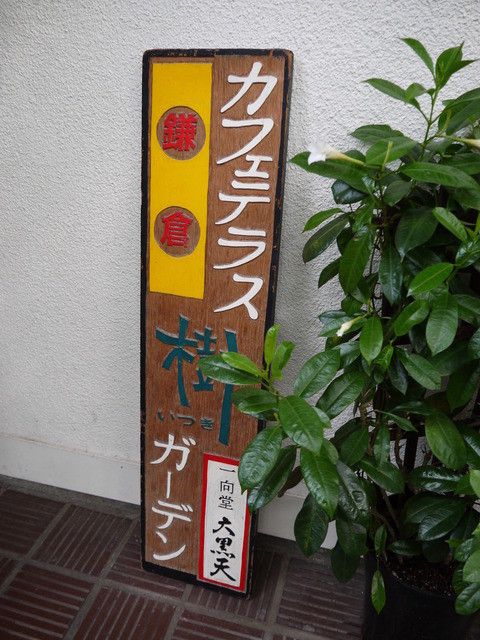 カフェテラス
鎌倉
樹
いつき
ガーデン
一向堂
大黒天